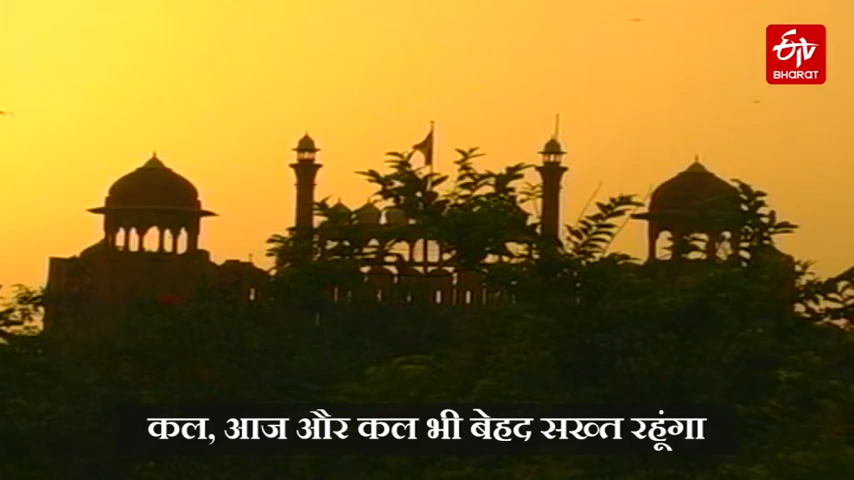 ETV
BHARAT
कल, आज और कल भी बेहद सख्त रहूंगा